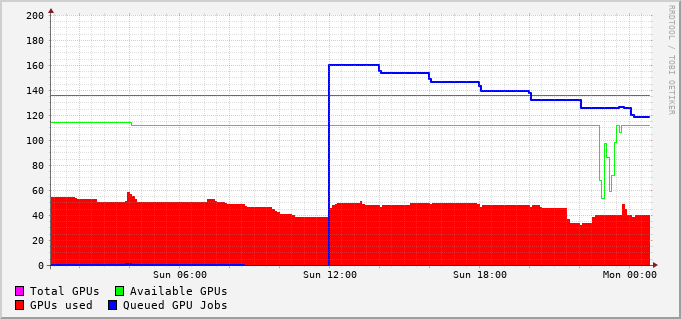 200
180
160
140
120
100
80
60
40
20
0
Sun 06:00 Sun 12:00 Sun 18:00 Mon 00:00
Total GPUs Available GPUs
GPUs used Queued GPU Jobs
RRDTOOL / TOBI OETIKER